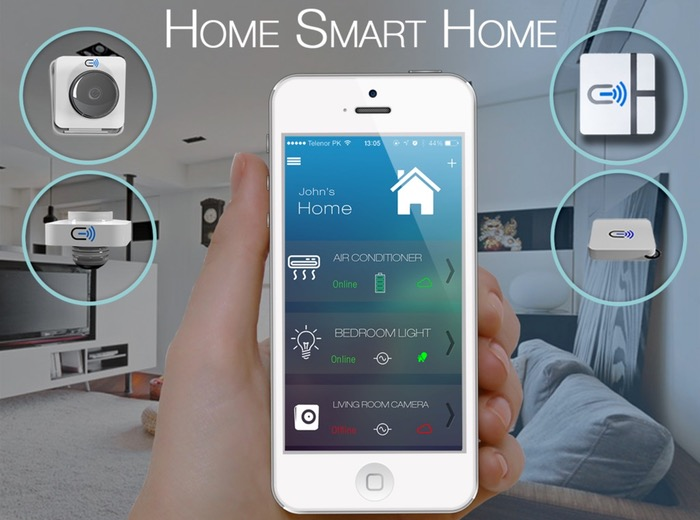 HOME SMART HOME
Telenor PK 13:05 44%
+
John's
Home
AIR CONDITIONER
Online
BEDROOM LIGHT
Online
LIVING ROOM CAMERA
Online